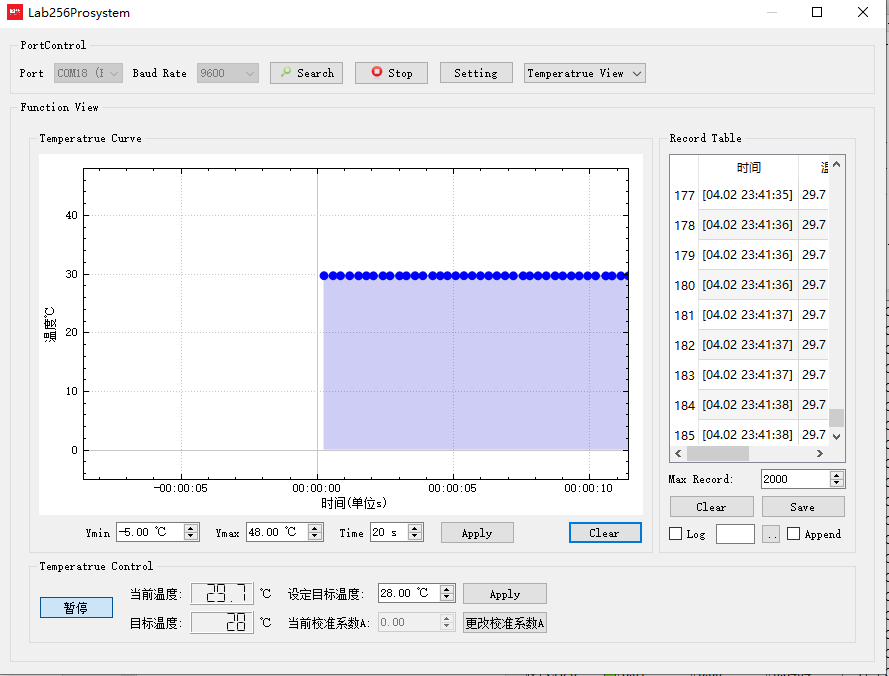 Lab256Prosystem
PortControl
Port COM18 (I Baud Rate 9600 Search Stop Setting Temperatrue View
Function View
Temperatrue Curve
40
30
20
10
0
温度℃
-00:00:05 00:00:00 00:00:05 00:00:10
时间(单位s)
Ymin -5.00 ℃ Ymax 48.00 ℃ Time 20 s Apply Clear
Record Table
时间
177 [04.02 23:41:35] 29.7
178 [04.02 23:41:36] 29.7
179 [04.02 23:41:36] 29.7
180 [04.02 23:41:36] 29.7
181 [04.02 23:41:37] 29.7
182 [04.02 23:41:37] 29.7
183 [04.02 23:41:37] 29.7
184 [04.02 23:41:38] 29.7
185 [04.02 23:41:38] 29.7
Max Record: 2000
Clear Save
Log .. Append
Temperatrue Control
暂停
当前温度: 29.7 ℃ 设定目标温度: 28.00 ℃ Apply
目标温度: 28 ℃ 当前校准系数A: 0.00 更改校准系数A